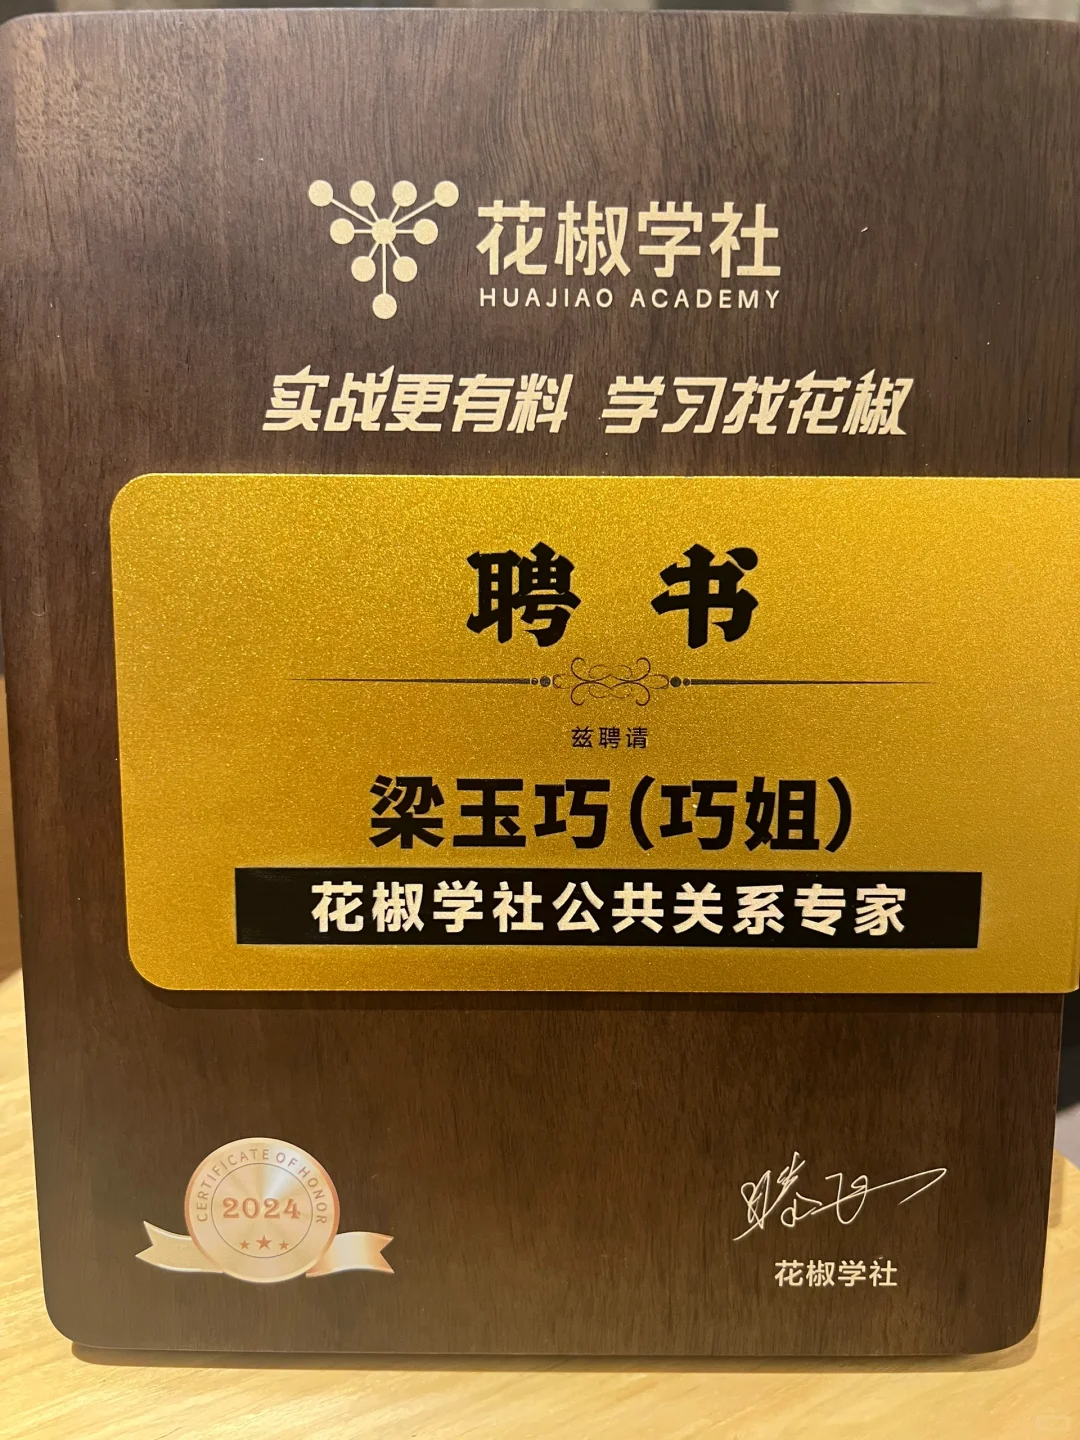 花椒学社
HUAJIAO ACADEMY
实战更有料 学习找花椒
聘 书
兹聘请
梁玉巧(巧姐)
花椒学社公共关系专家
CERTIFICATE OF HONOR
2024
花椒学社